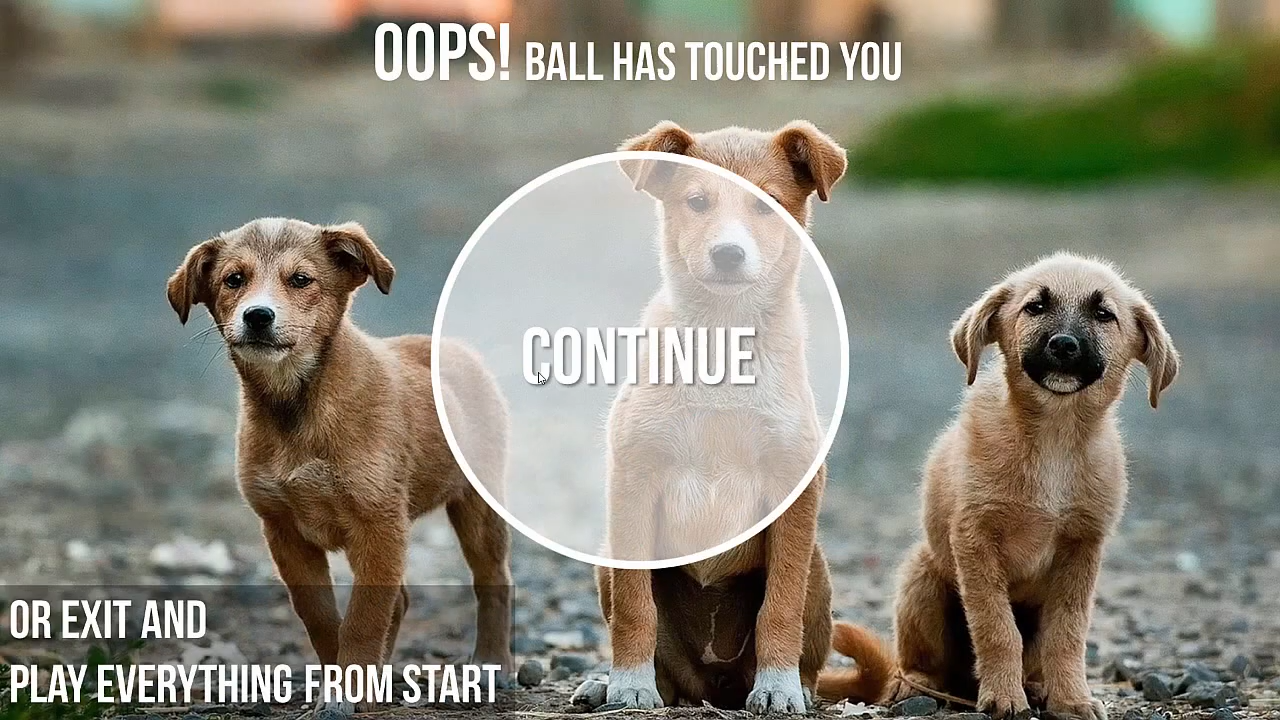 OOPS! BALL HAS TOUCHED YOU
CONTINUE
OR EXIT AND
PLAY EVERYTHING FROM START